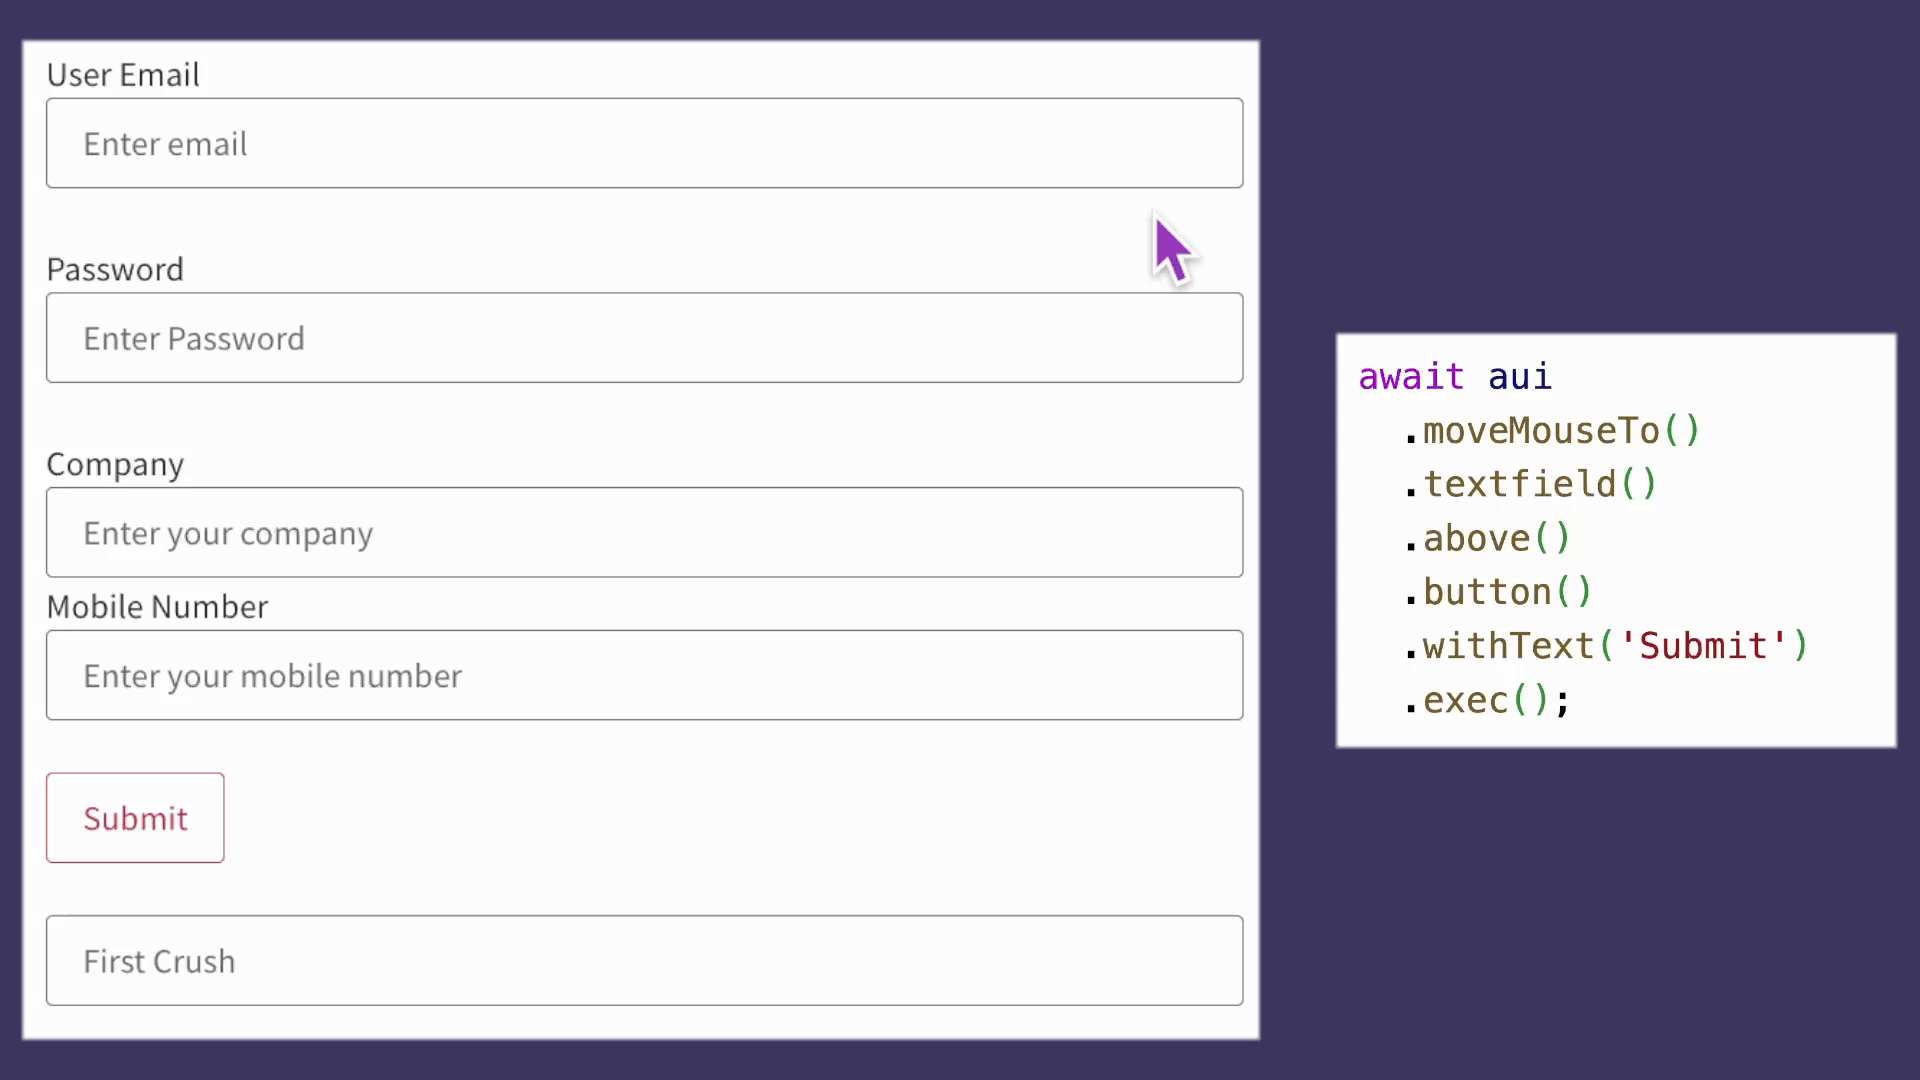 User Email
Enter email
Password
Enter Password
Company
Enter your company
Mobile Number
Enter your mobile number
Submit
First Crush
await aui
.moveMouseTo()
.textfield()
.above()
.button()
.withText('Submit')
.exec();